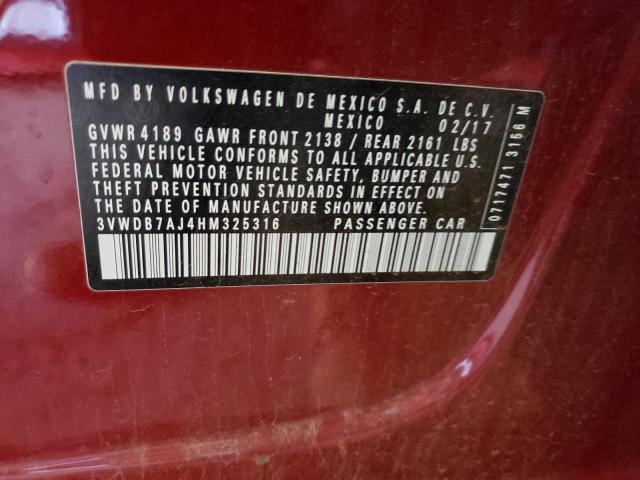 MFD BY VOLKSWAGEN DE MEXICO S.A. DE C.V.
MEXICO 02/17
GVWR 4189 GAWR FRONT 2138 / REAR 2161 LBS
THIS VEHICLE CONFORMS TO ALL APPLICABLE U.S.
FEDERAL MOTOR VEHICLE SAFETY, BUMPER AND
THEFT PREVENTION STANDARDS IN EFFECT ON
THE DATE OF MANUFACTURE SHOWN ABOVE.
3VWDB7AJ4HM325316 PASSENGER CAR
0717471 3156 M